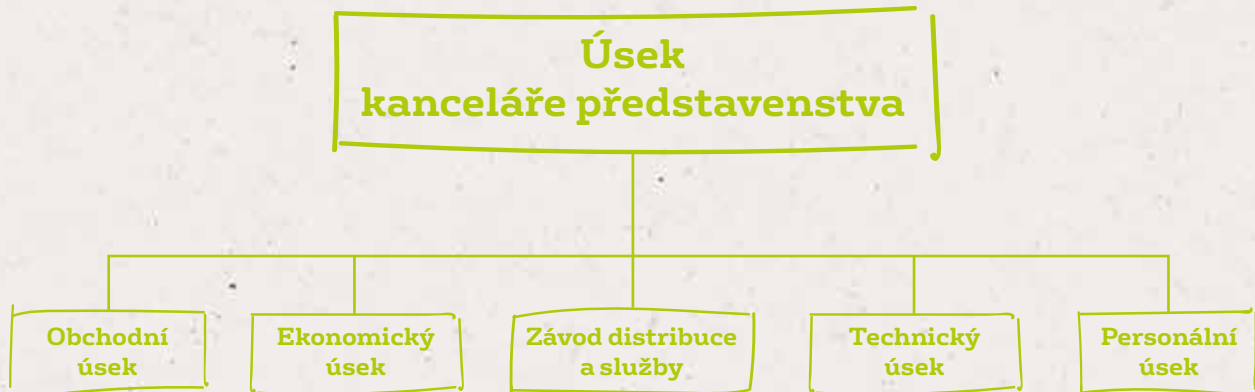 Úsek
kanceláře představenstva
Obchodní
úsek
Ekonomický
úsek
Závod distribuce
a služby
Technický
úsek
Personální
úsek